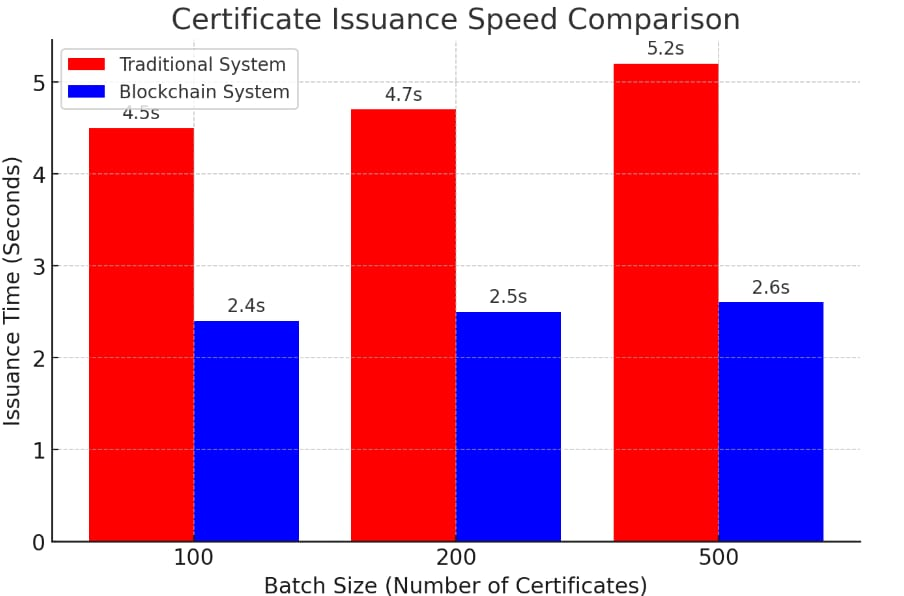 Certificate Issuance Speed Comparison
Traditional System
Blockchain System
5.2s
4.7s
4.5s
2.4s
2.5s
2.6s
5
4
3
2
1
0
Issuance Time (Seconds)
100 200 500
Batch Size (Number of Certificates)